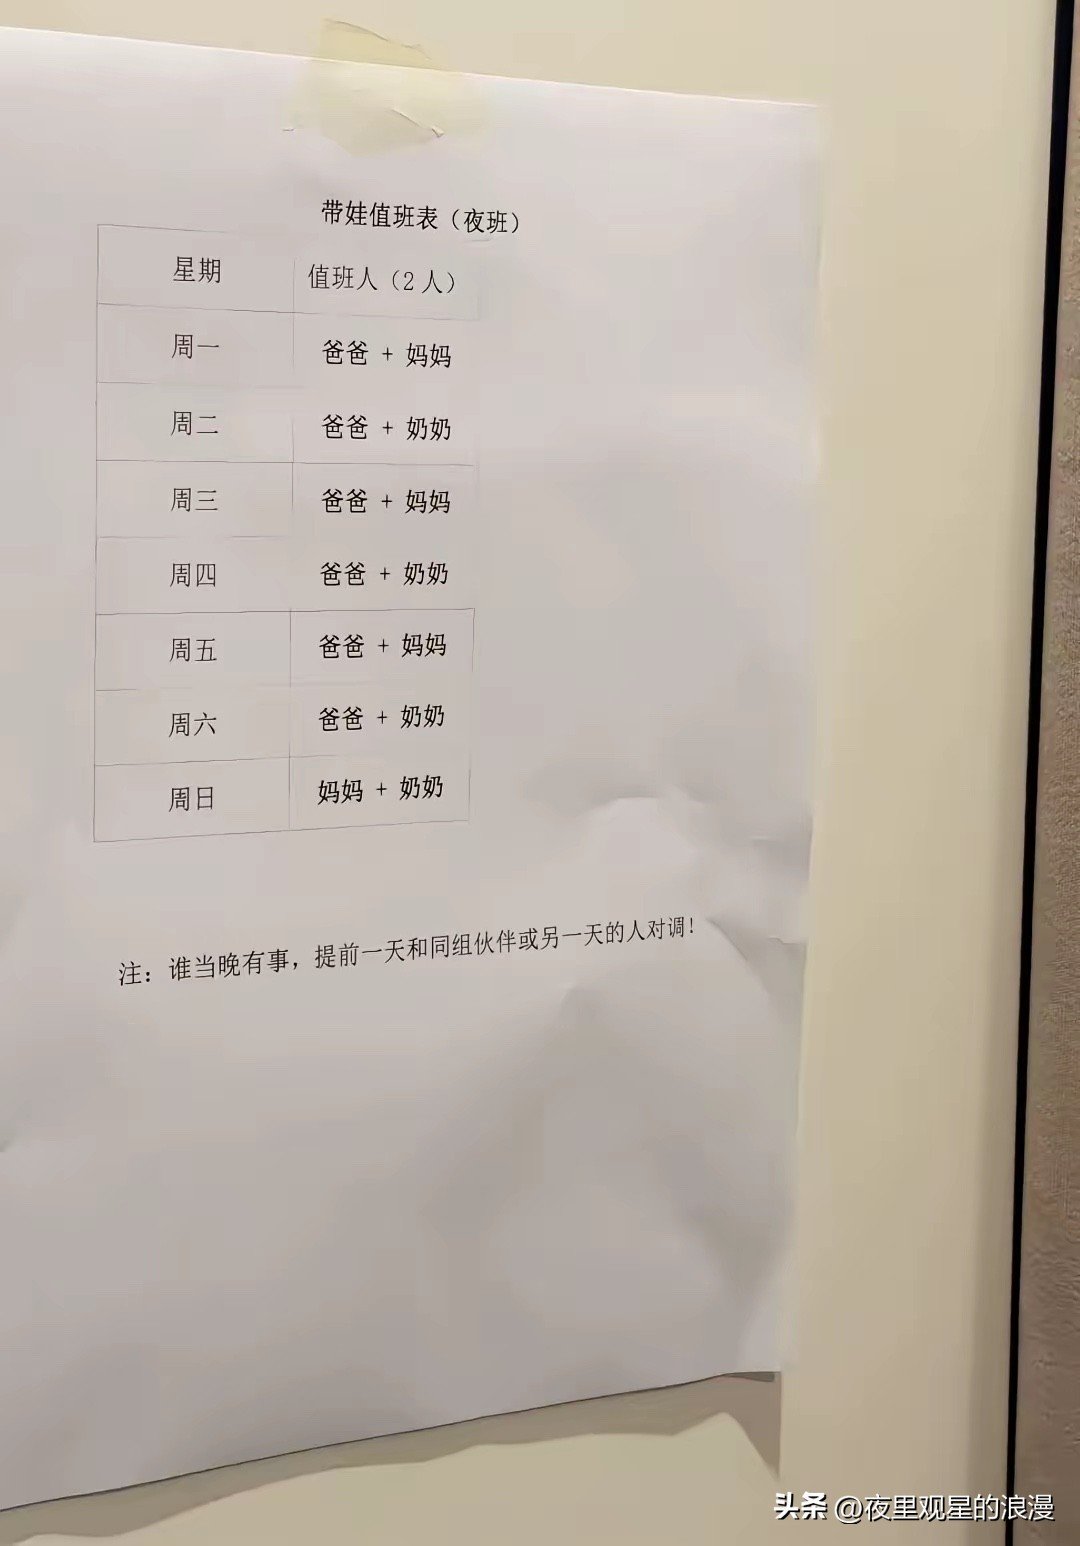 带娃值班表（夜班）
星期 值班人（2 人）
周一 爸爸 + 妈妈
周二 爸爸 + 奶奶
周三 爸爸 + 妈妈
周四 爸爸 + 奶奶
周五 爸爸 + 妈妈
周六 爸爸 + 奶奶
周日 妈妈 + 奶奶
注：谁当晚有事，提前一天和同组伙伴或另一天的人对调！
头条 @夜里观星的浪漫